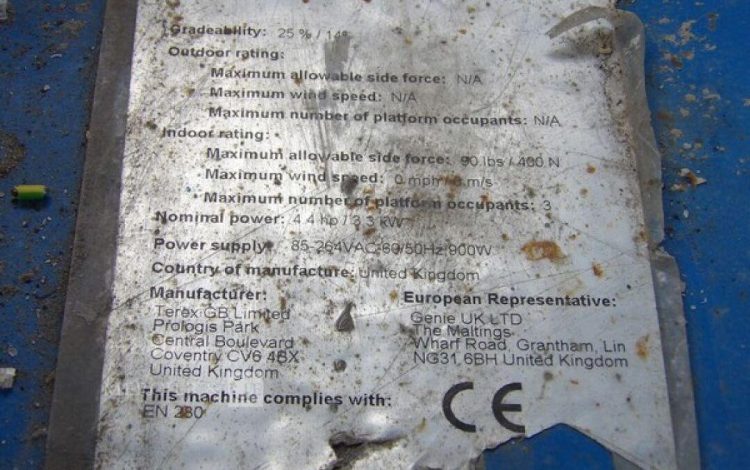 Gradeability: 25 % / 14°
Outdoor rating:
Maximum allowable side force: N/A
Maximum wind speed: N/A
Maximum number of platform occupants: N/A
Indoor rating:
Maximum allowable side force: 90 lbs / 400 N
Maximum wind speed: 0 mph / 0 m/s
Maximum number of platform occupants: 3
Nominal power: 4.4 hp / 3.3 kW
Power supply: 85-264VAC 60/50Hz 900W
Country of manufacture: United Kingdom
Manufacturer:
Terex GB Limited
Prologis Park
Central Boulevard
Coventry CV6 4BX
United Kingdom
European Representative:
Genie UK LTD
The Maltings
Wharf Road, Grantham, Lin
NG31 6BH United Kingdom
This machine complies with:
EN 280
CE